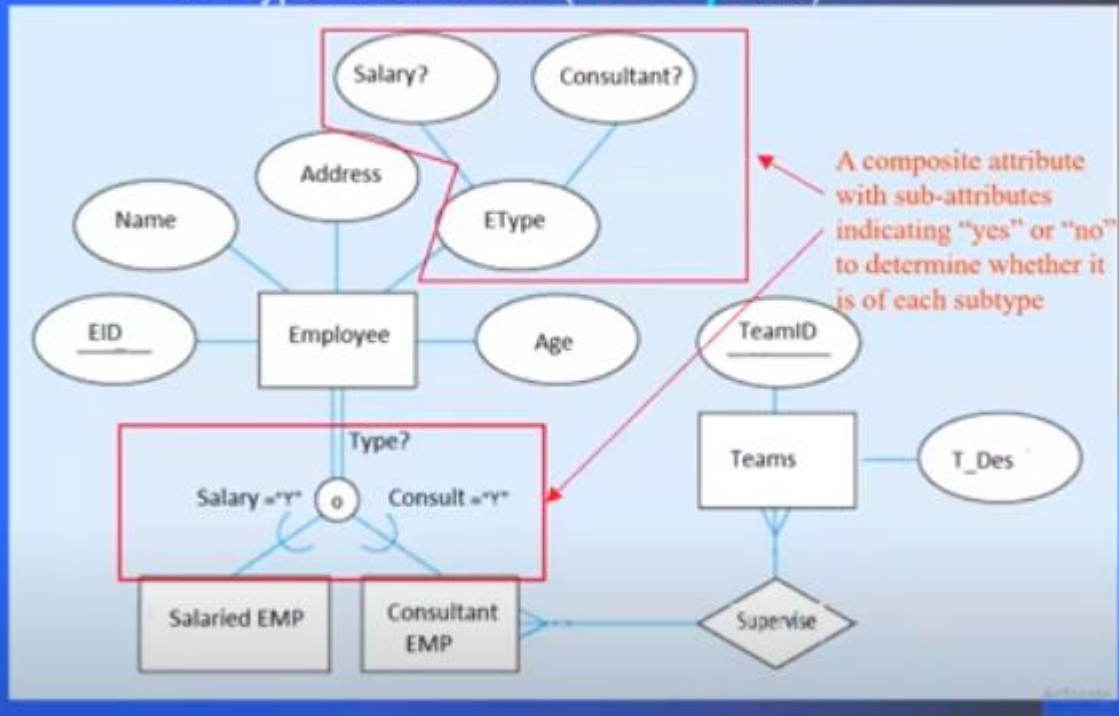 Salary?
Consultant?
Address
A composite attribute
with sub-attributes
indicating “yes” or “no”
to determine whether it
is of each subtype
Name
EType
EID
Employee
Age
TeamID
Type?
Teams
T_Des
Salary ="Y"
o
Consult ="Y"
Salaried EMP
Consultant
EMP
Supervise